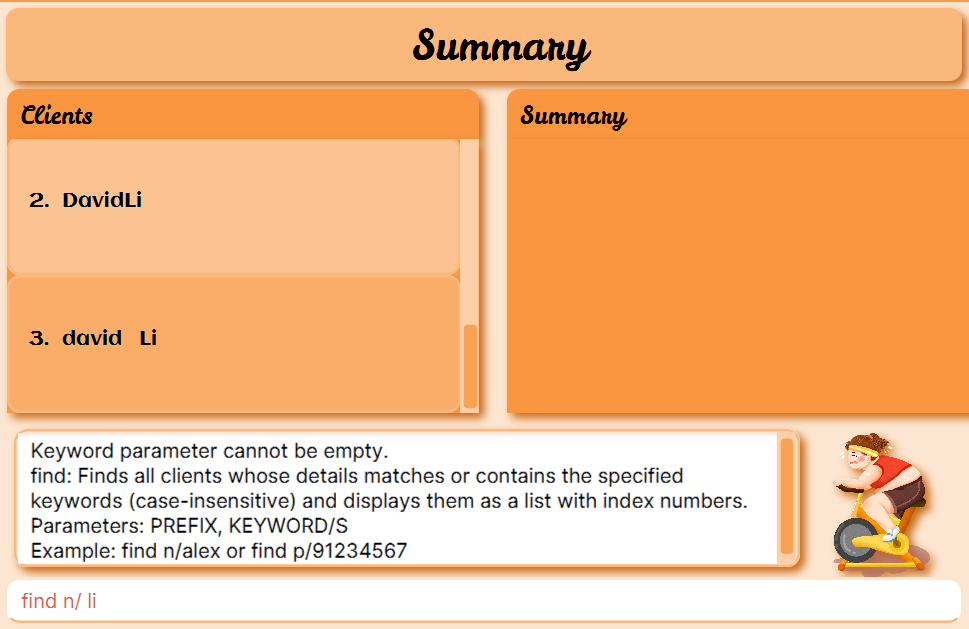 Summary
Clients
Summary
2. DavidLi
3. david Li
Keyword parameter cannot be empty.
find: Finds all clients whose details matches or contains the specified
keywords (case-insensitive) and displays them as a list with index numbers.
Parameters: PREFIX, KEYWORD/S
Example: find n/alex or find p/91234567
find n/ li